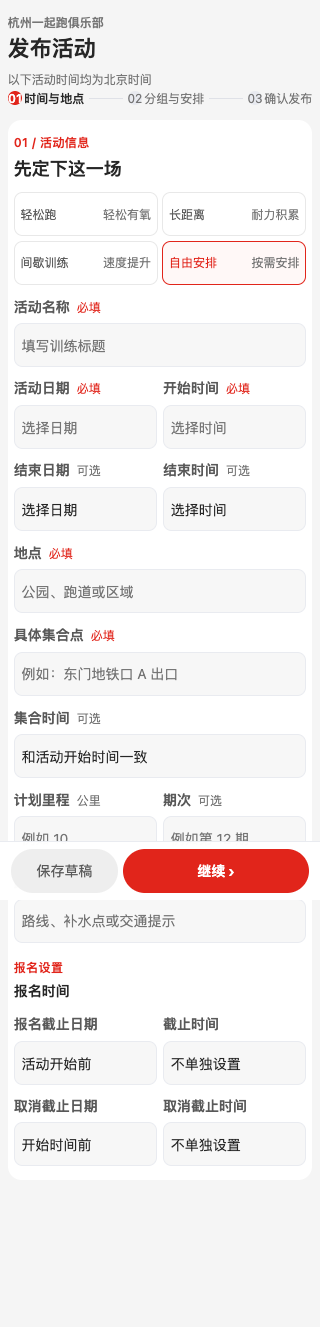 杭州一起跑俱乐部
发布活动
以下活动时间均为北京时间
01 时间与地点 02 分组与安排 03 确认发布
01 / 活动信息
先定下这一场
轻松跑 轻松有氧 长距离 耐力积累
间歇训练 速度提升 自由安排 按需安排
活动名称 必填
填写训练标题
活动日期 必填 开始时间 必填
选择日期 选择时间
结束日期 可选 结束时间 可选
选择日期 选择时间
地点 必填
公园、跑道或区域
具体集合点 必填
例如：东门地铁口 A 出口
集合时间 可选
和活动开始时间一致
计划里程 公里 期次 可选
例如 10 例如第 12 期
保存草稿 继续 ›
路线、补水点或交通提示
报名设置
报名时间
报名截止日期 截止时间
活动开始前 不单独设置
取消截止日期 取消截止时间
开始时间前 不单独设置